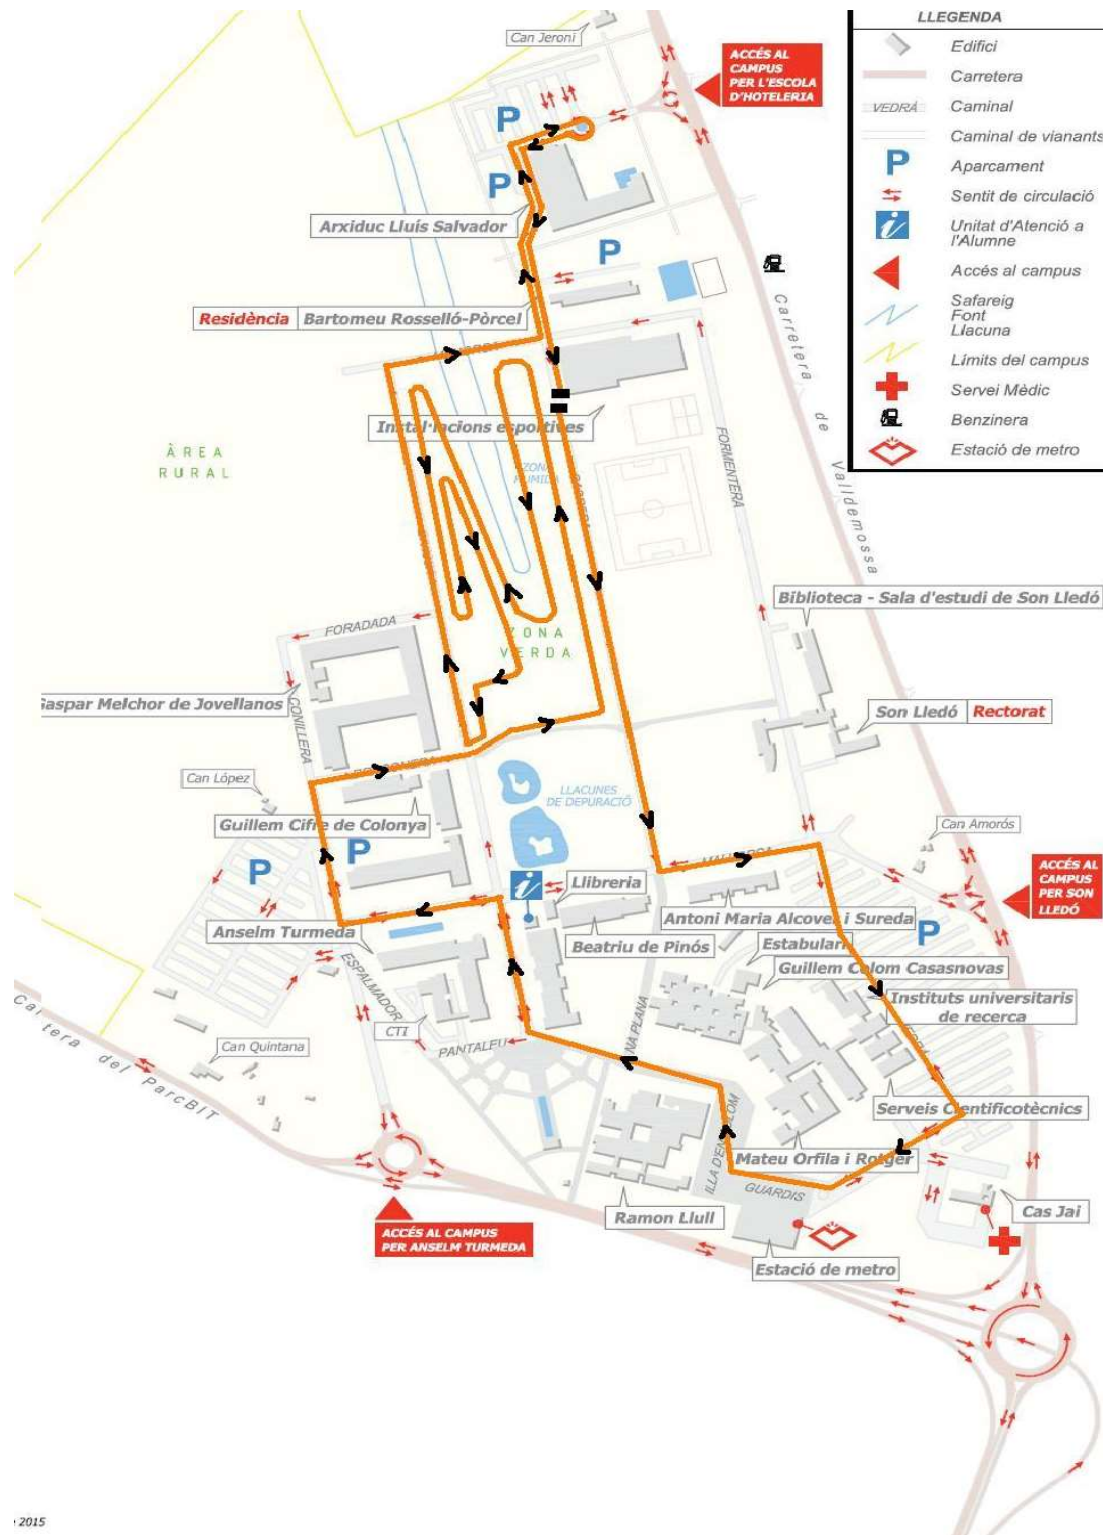 LLEGENDA
Edifici
Carretera
VEDRÀ
Caminal
Caminal de vianants
P
Aparcament
Sentit de circulació
i
Unitat d'Atenció a
l'Alumne
Accés al campus
Safareig
Font
Llacuna
Límits del campus
Servei Mèdic
Benzinera
Estació de metro
Can Jeroni
ACCÉS AL
CAMPUS
PER L'ESCOLA
D'HOTELERIA
P
P
Arxiduc Lluís Salvador
P
Residència
Bartomeu Rosselló-Pòrcel
Carretera de Valldemossa
Instal·lacions esportives
ÀREA
RURAL
ZONA
HUMIDA
FORMENTERA
Biblioteca - Sala d'estudi de Son Lledó
FORADADA
ZONA
VERDA
Gaspar Melchor de Jovellanos
CONILLERA
Son Lledó
Rectorat
Can López
LLACUNES
DE DEPURACIÓ
Guillem Cifre de Colonya
Can Amorós
P
P
MALLORCA
ACCÉS AL
CAMPUS
PER SON
LLEDÓ
i
Llibreria
Antoni Maria Alcover i Sureda
P
Anselm Turmeda
Beatriu de Pinós
Estabulari
Guillem Colom Casasnovas
ESPALMADOR
Instituts universitaris
de recerca
CTI
NA PLANA
PANTALEU
Can Quintana
Carretera del ParcBIT
Serveis Científicotècnics
Mateu Orfila i Rotger
GUARDIS
Ramon Llull
Cas Jai
ACCÉS AL CAMPUS
PER ANSELM TURMEDA
Estació de metro
2015